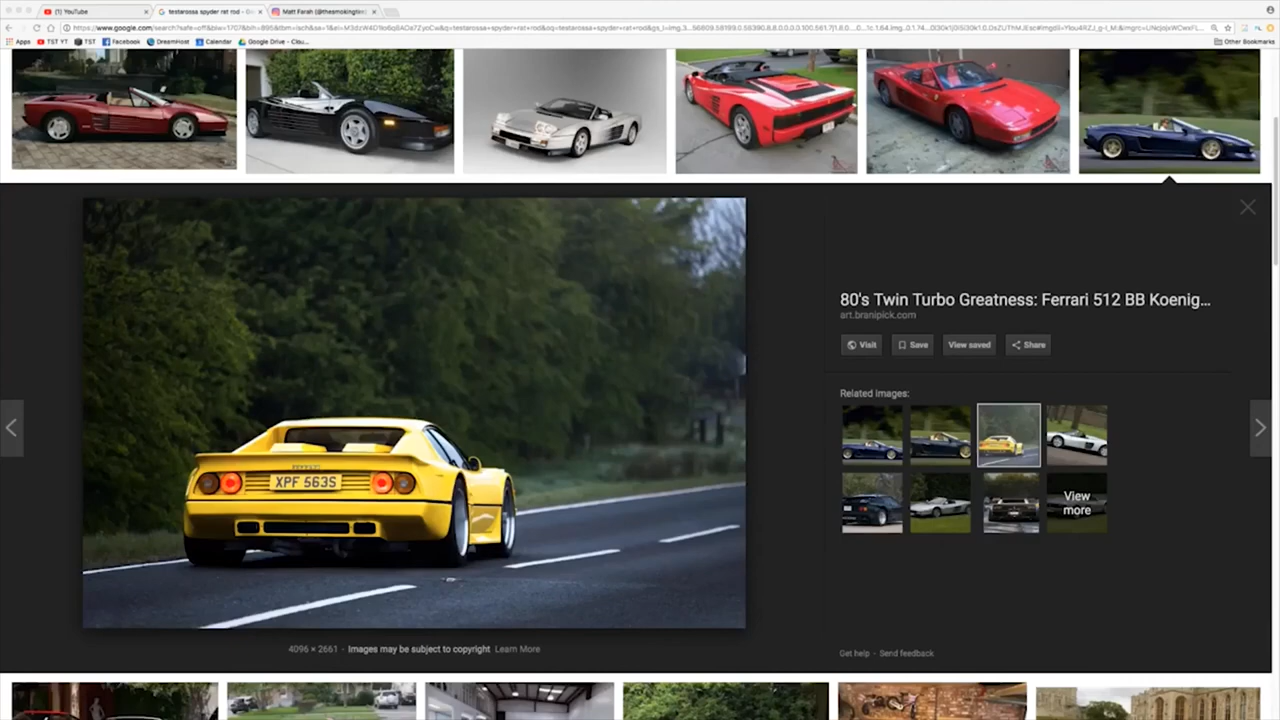 (1) YouTube
testarossa spyder rat rod - G
Matt Farah (@thesmokingtire)
Apps
TST YT
TST
Facebook
DreamHost
Calendar
Google Drive - Clou...
Other Bookmarks
80's Twin Turbo Greatness: Ferrari 512 BB Koenig...
art.branipick.com
Visit
Save
View saved
Share
Related images:
View
more
XPF 563S
4096 × 2661 · Images may be subject to copyright Learn More
Get help - Send feedback